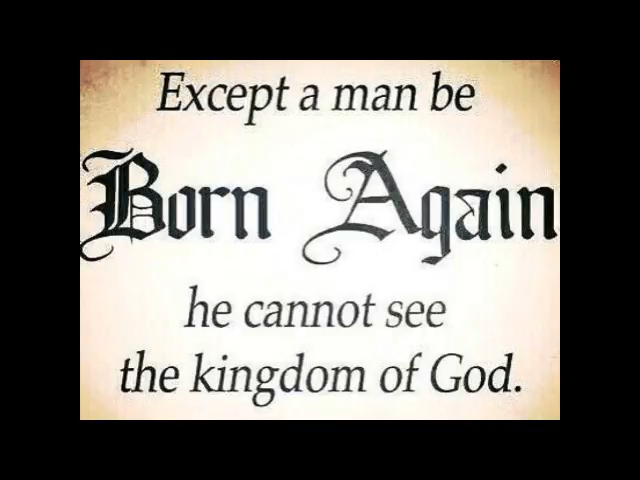 Except a man be
Born Again
he cannot see
the kingdom of God.